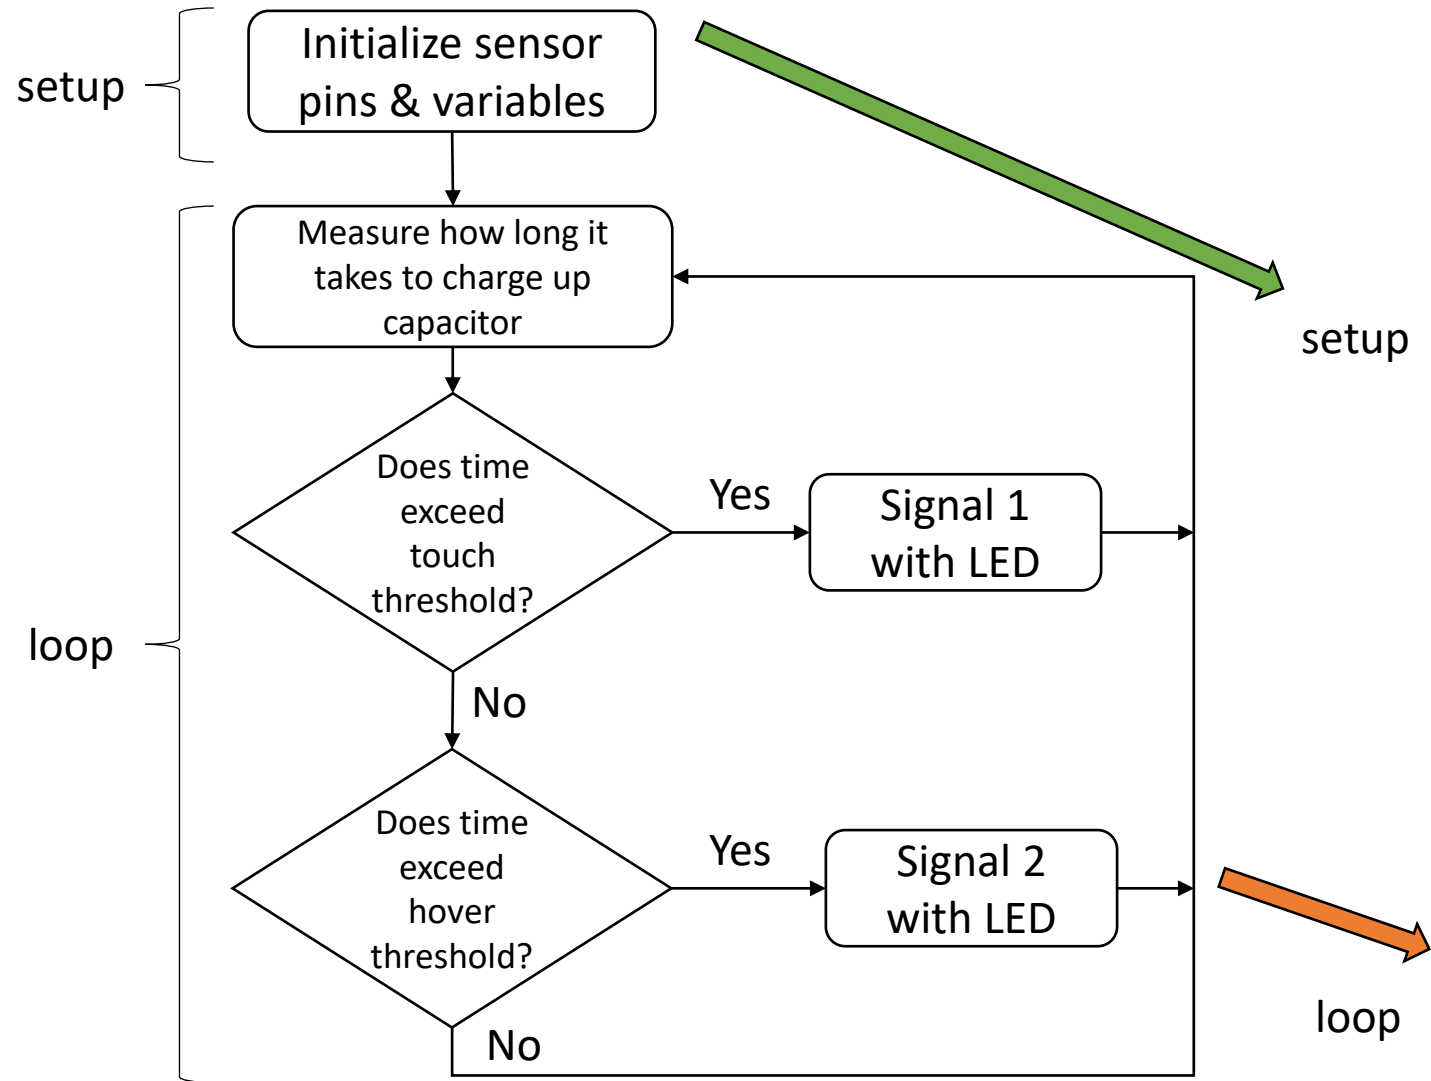 Initialize sensor
pins & variables
setup
Measure how long it
takes to charge up
capacitor
setup
Does time
exceed
touch
threshold?
Yes
Signal 1
with LED
loop
No
Does time
exceed
hover
threshold?
Yes
Signal 2
with LED
loop
No